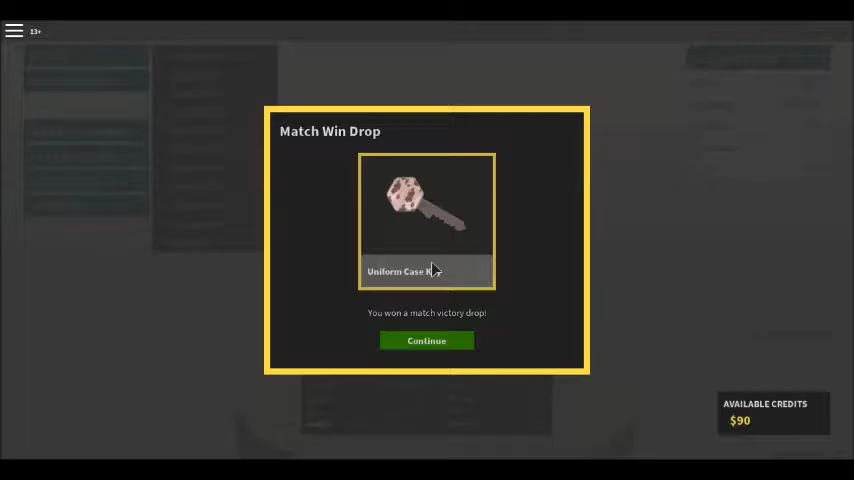 13+
Match Win Drop
Uniform Case
You won a match victory drop!
Continue
AVAILABLE CREDITS
$90